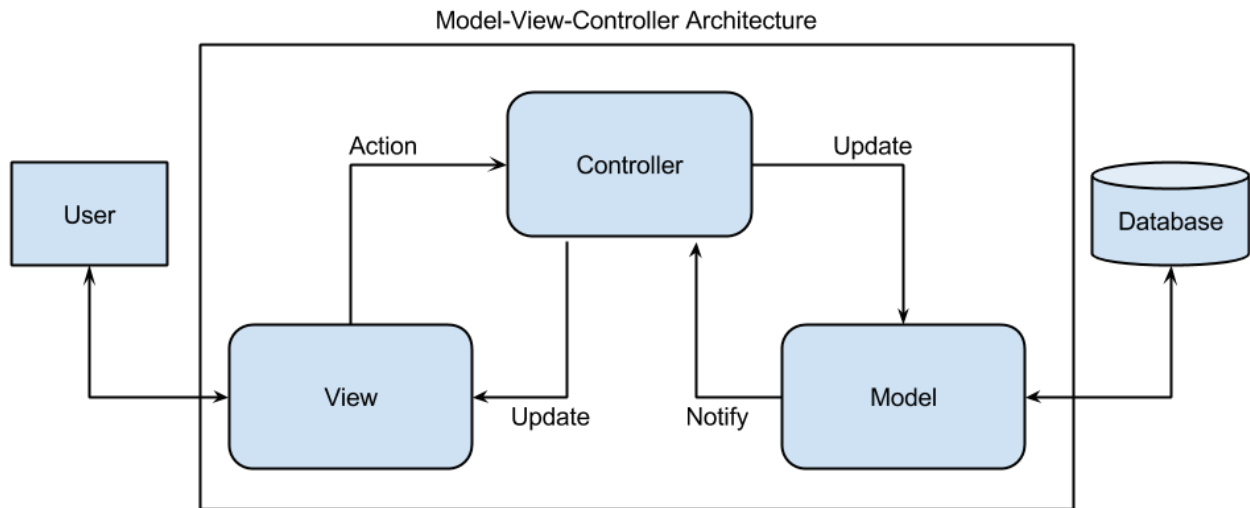 Model-View-Controller Architecture
Controller
Action
Update
User
Database
View
Update
Notify
Model